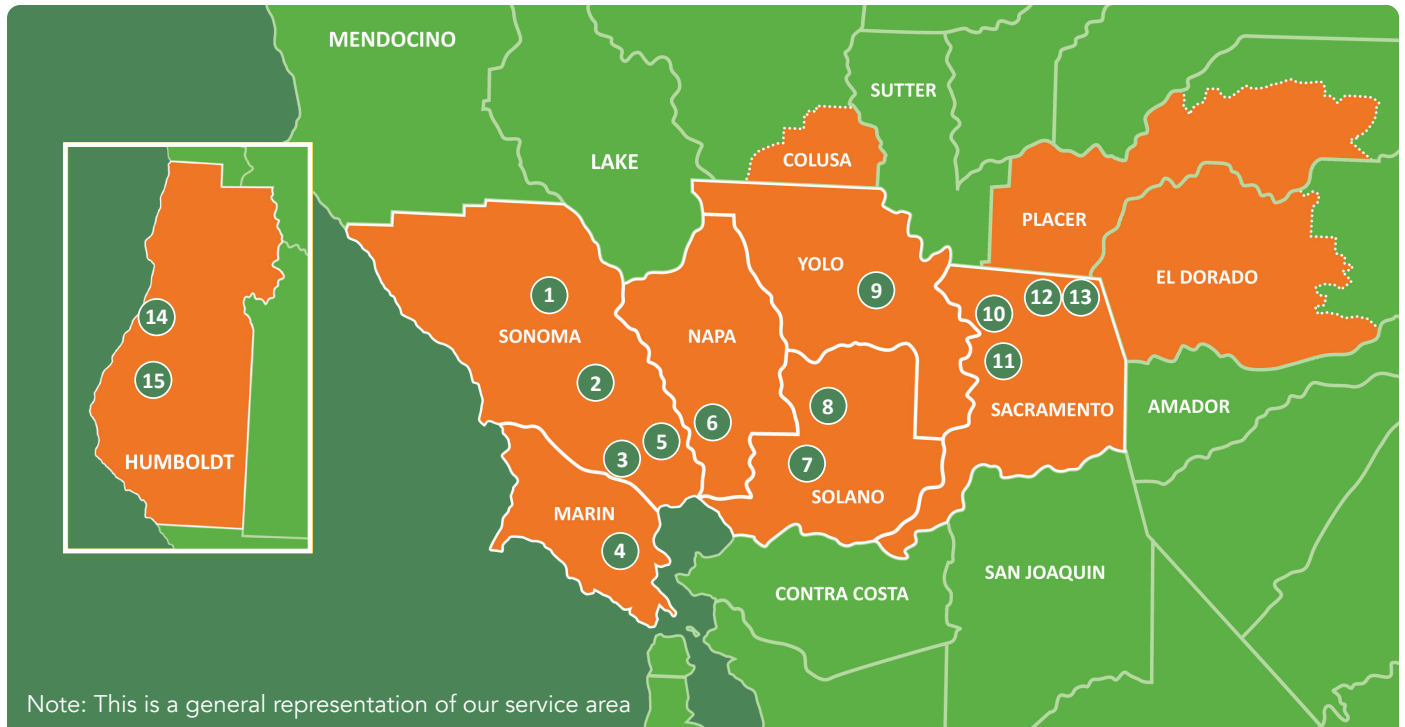 MENDOCINO
SUTTER
LAKE
COLUSA
PLACER
YOLO
EL DORADO
1
9
12
13
10
14
SONOMA
NAPA
11
15
2
8
SACRAMENTO
AMADOR
6
5
3
7
HUMBOLDT
SOLANO
MARIN
4
SAN JOAQUIN
CONTRA COSTA
Note: This is a general representation of our service area